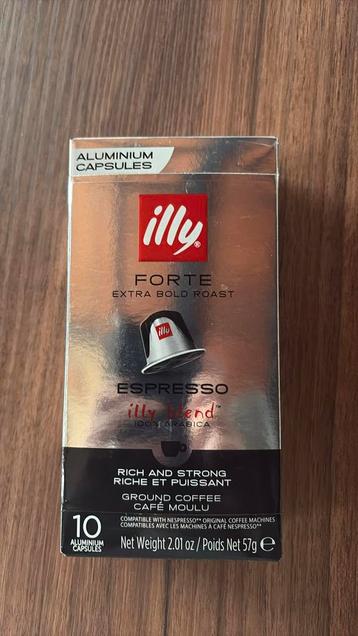 ALUMINIUM
CAPSULES
illy®
FORTE
EXTRA BOLD ROAST
illy
ESPRESSO
illy blend™
100% ARABICA
RICH AND STRONG
RICHE ET PUISSANT
GROUND COFFEE
CAFÉ MOULU
10
ALUMINIUM
CAPSULES
COMPATIBLE WITH NESPRESSO** ORIGINAL COFFEE MACHINES
COMPATIBLES AVEC LES MACHINES À CAFÉ NESPRESSO**
Net Weight 2.01 oz / Poids Net 57g ℮